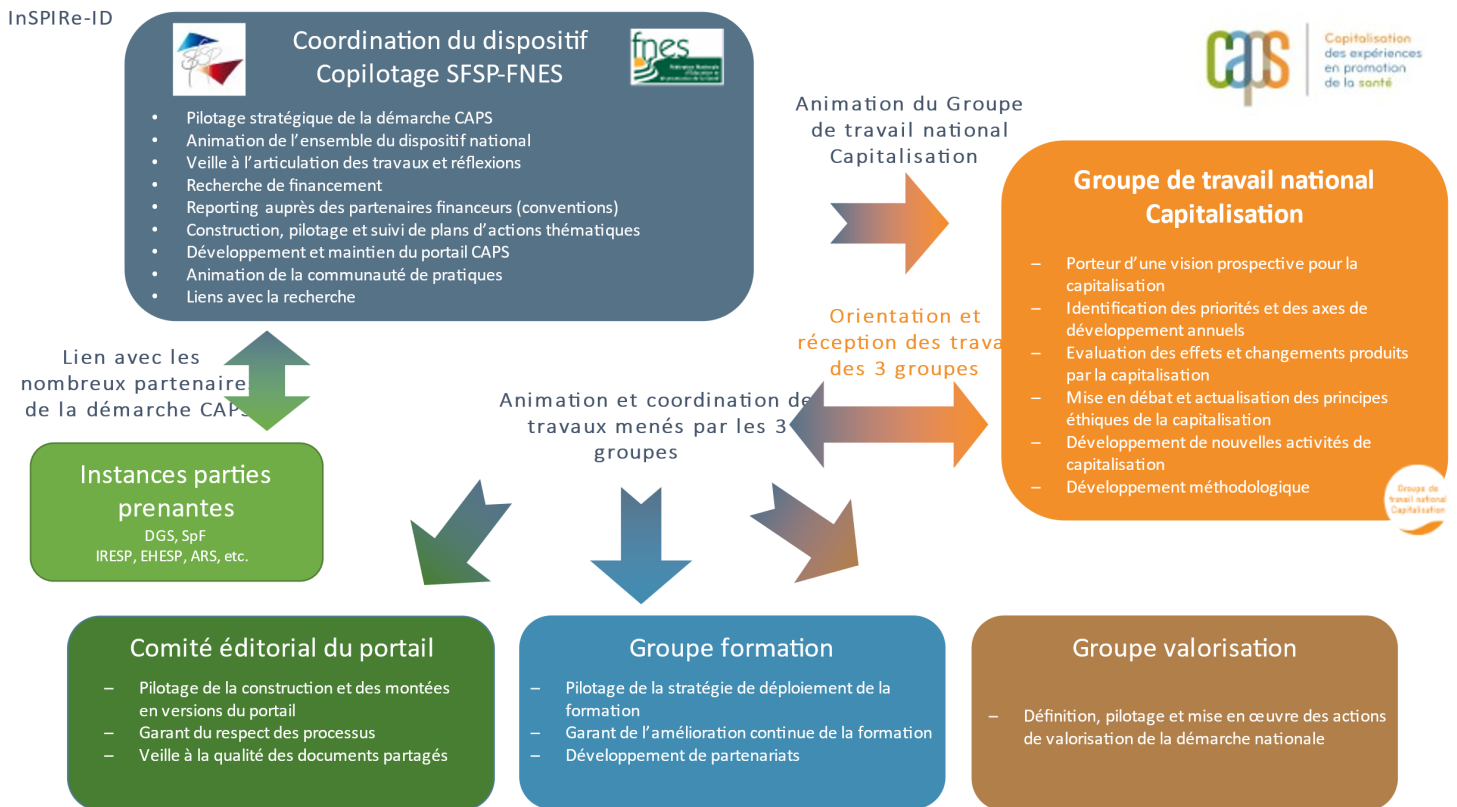 InSPIRe-ID
Coordination du dispositif
Copilotage SFSP-FNES
fnes
• Pilotage stratégique de la démarche CAPS
• Animation de l’ensemble du dispositif national
• Veille à l’articulation des travaux et réflexions
• Recherche de financement
• Reporting auprès des partenaires financeurs (conventions)
• Construction, pilotage et suivi de plans d’actions thématiques
• Développement et maintien du portail CAPS
• Animation de la communauté de pratiques
• Liens avec la recherche
caps
Capitalisation
des expériences
en promotion
de la santé
Animation du Groupe
de travail national
Capitalisation
Groupe de travail national
Capitalisation
– Porteur d’une vision prospective pour la
capitalisation
– Identification des priorités et des axes de
développement annuels
– Evaluation des effets et changements produits
par la capitalisation
– Mise en débat et actualisation des principes
éthiques de la capitalisation
– Développement de nouvelles activités de
capitalisation
– Développement méthodologique
Groupe de
travail national
Capitalisation
Orientation et
réception des trava
des 3 groupes
Lien avec les
nombreux partenaires
de la démarche CAPS
Animation et coordination de
travaux menés par les 3
groupes
Instances parties
prenantes
DGS, SpF
IRESP, EHESP, ARS, etc.
Comité éditorial du portail
– Pilotage de la construction et des montées
en versions du portail
– Garant du respect des processus
– Veille à la qualité des documents partagés
Groupe formation
– Pilotage de la stratégie de déploiement de la
formation
– Garant de l’amélioration continue de la formation
– Développement de partenariats
Groupe valorisation
– Définition, pilotage et mise en œuvre des actions
de valorisation de la démarche nationale